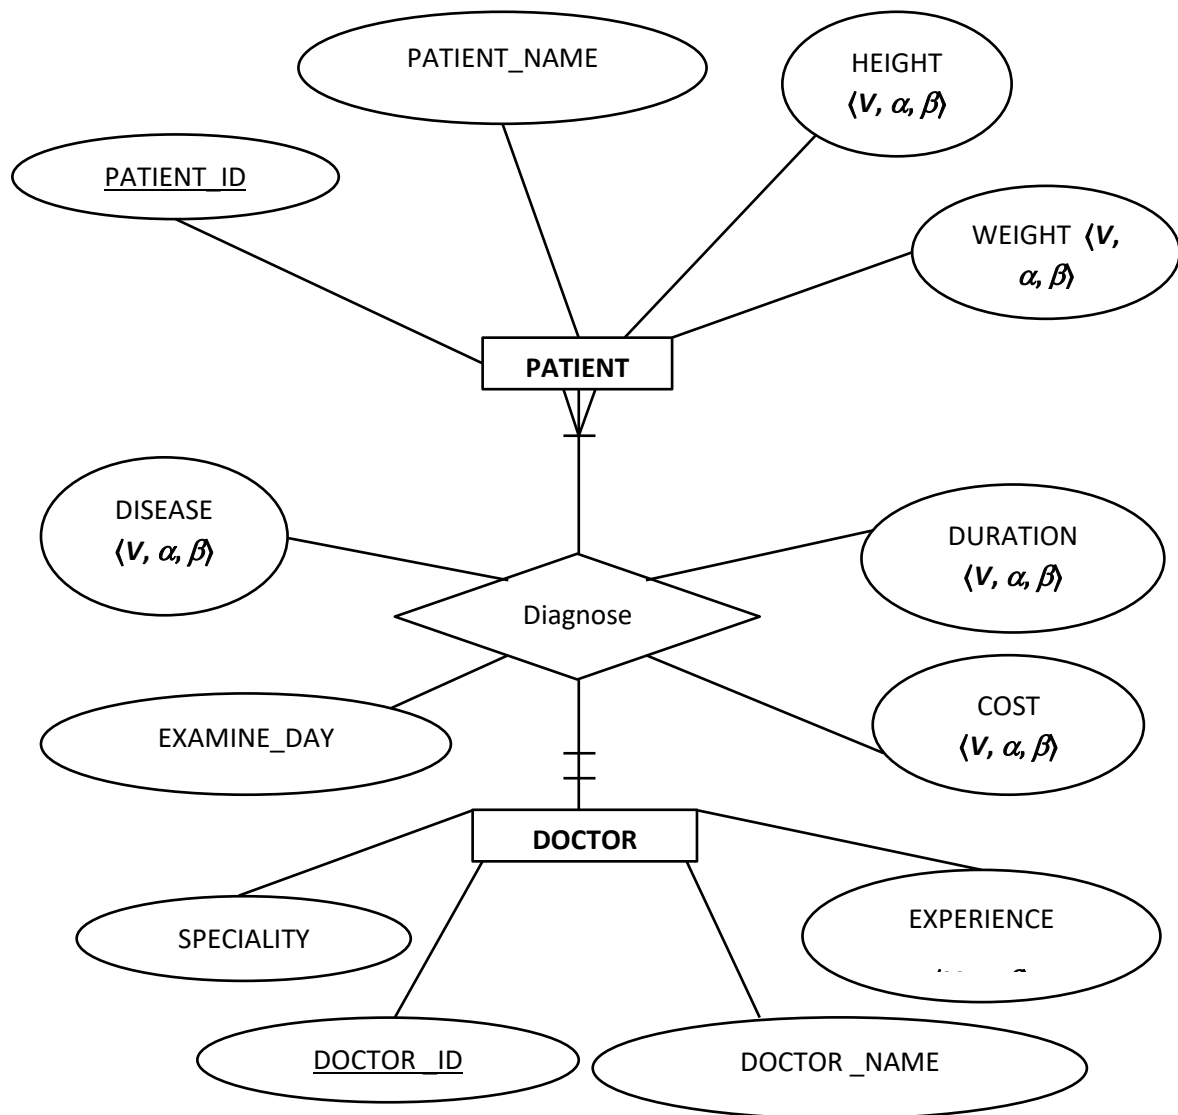 PATIENT_NAME
HEIGHT
⟨V, α, β⟩
PATIENT_ID
WEIGHT ⟨V,
α, β⟩
PATIENT
DISEASE
⟨V, α, β⟩
DURATION
⟨V, α, β⟩
Diagnose
COST
⟨V, α, β⟩
EXAMINE_DAY
DOCTOR
SPECIALITY
EXPERIENCE
DOCTOR _ID
DOCTOR _NAME